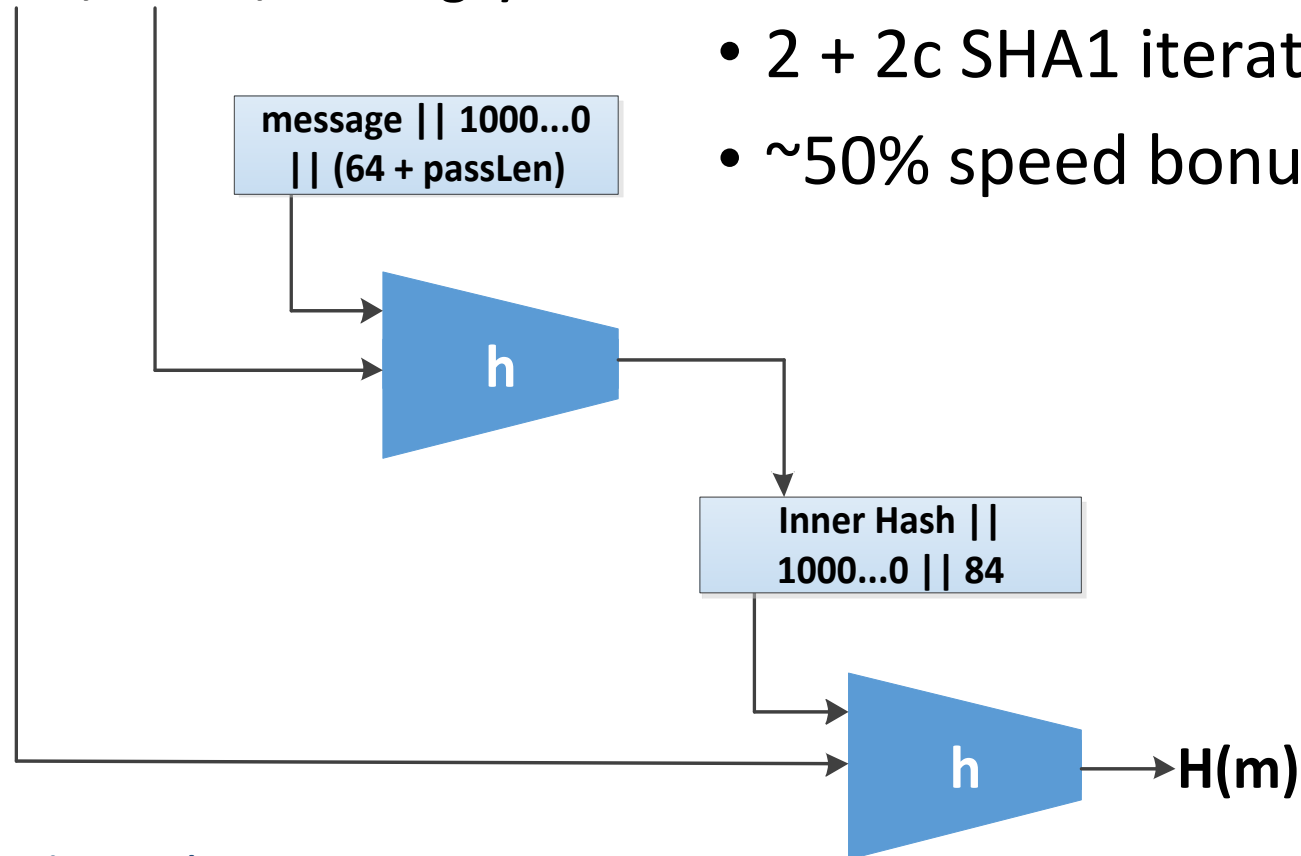 • 2 + 2c SHA1 iterat
• ~50% speed bonu
message || 1000...0
|| (64 + passLen)
h
Inner Hash ||
1000...0 || 84
h
H(m)